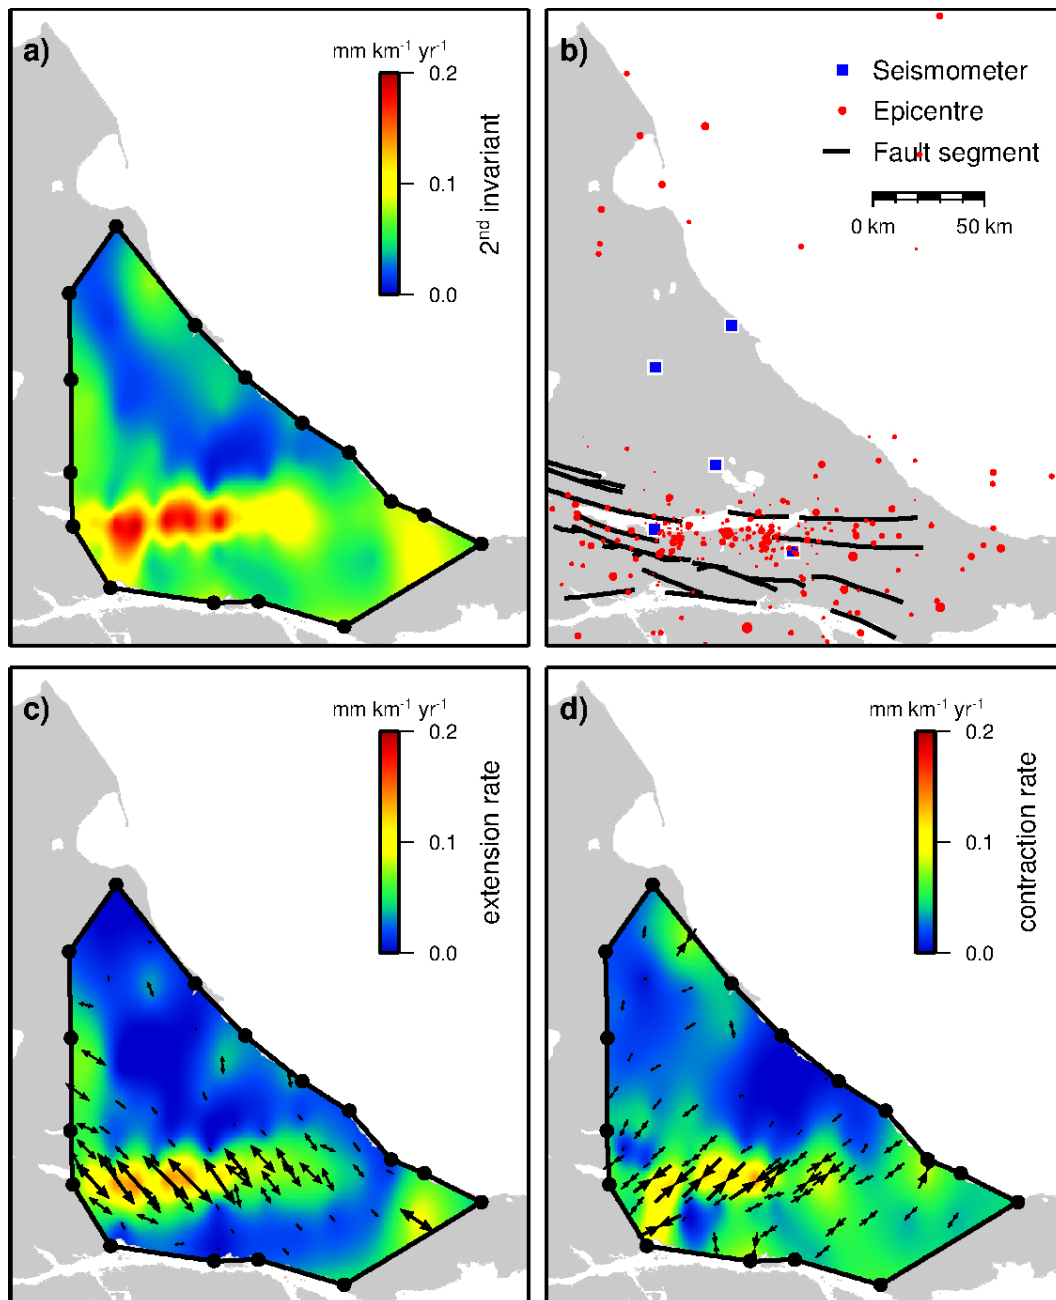 a)
mm km⁻¹ yr⁻¹
0.2
0.1
0.0
2ⁿᵈ invariant
b)
Seismometer
Epicentre
Fault segment
0 km 50 km
c)
mm km⁻¹ yr⁻¹
0.2
0.1
0.0
extension rate
d)
mm km⁻¹ yr⁻¹
0.2
0.1
0.0
contraction rate